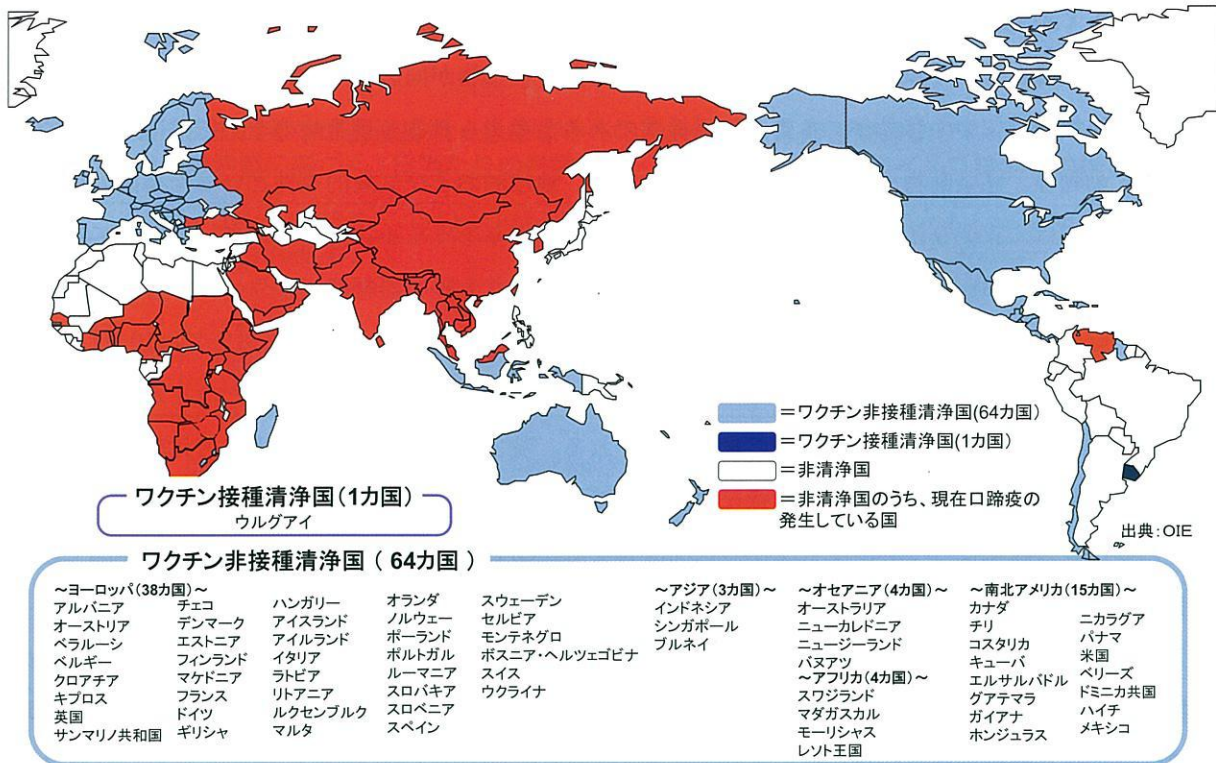 =ワクチン非接種清浄国(64カ国)
=ワクチン接種清浄国(1カ国)
=非清浄国
=非清浄国のうち、現在口蹄疫の
発生している国
出典:OIE
ワクチン接種清浄国(1カ国)
ウルグアイ
ワクチン非接種清浄国 ( 64カ国 )
~ヨーロッパ(38カ国)~
アルバニア
オーストリア
ベラルーシ
ベルギー
クロアチア
キプロス
英国
サンマリノ共和国
チェコ
デンマーク
エストニア
フィンランド
マケドニア
フランス
ドイツ
ギリシャ
ハンガリー
アイスランド
アイルランド
イタリア
ラトビア
リトアニア
ルクセンブルク
マルタ
オランダ
ノルウェー
ポーランド
ポルトガル
ルーマニア
スロバキア
スロベニア
スペイン
スウェーデン
セルビア
モンテネグロ
ボスニア・ヘルツェゴビナ
スイス
ウクライナ
~アジア(3カ国)~
インドネシア
シンガポール
ブルネイ
~オセアニア(4カ国)~
オーストラリア
ニューカレドニア
ニュージーランド
バヌアツ
~アフリカ(4カ国)~
スワジランド
マダガスカル
モーリシャス
レソト王国
~南北アメリカ(15カ国)~
カナダ
チリ
コスタリカ
キューバ
エルサルバドル
グアテマラ
ガイアナ
ホンジュラス
ニカラグア
パナマ
米国
ベリーズ
ドミニカ共国
ハイチ
メキシコ